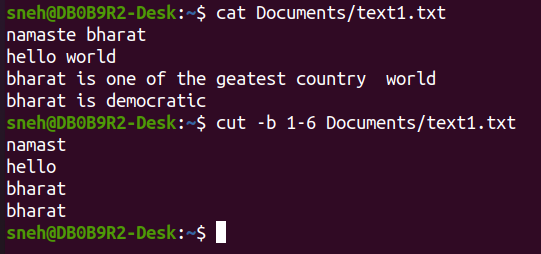 sneh@DB0B9R2-Desk:~$ cat Documents/text1.txt
namaste bharat
hello world
bharat is one of the geatest country  world
bharat is democratic
sneh@DB0B9R2-Desk:~$ cut -b 1-6 Documents/text1.txt
namast
hello
bharat
bharat
sneh@DB0B9R2-Desk:~$